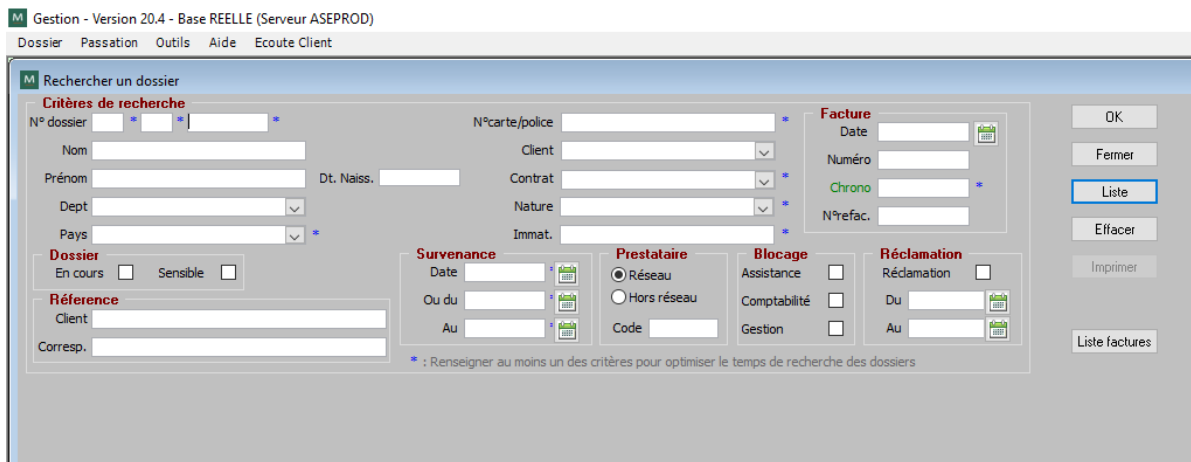 M Gestion - Version 20.4 - Base REELLE (Serveur ASEPROD)
Dossier Passation Outils Aide Ecoute Client
M Rechercher un dossier
Critères de recherche
N° dossier * * *
Nom
Prénom Dt. Naiss.
Dept
Pays *
N°carte/police *
Client
Contrat *
Nature *
Immat. *
Facture
Date
Numéro
Chrono *
N°refac.
OK
Fermer
Liste
Effacer
Imprimer
Liste factures
Dossier
En cours Sensible
Réference
Client
Corresp.
Survenance
Date *
Ou du *
Au *
Prestataire
Réseau
Hors réseau
Code
Blocage
Assistance
Comptabilité
Gestion
Réclamation
Réclamation
Du
Au
* : Renseigner au moins un des critères pour optimiser le temps de recherche des dossiers